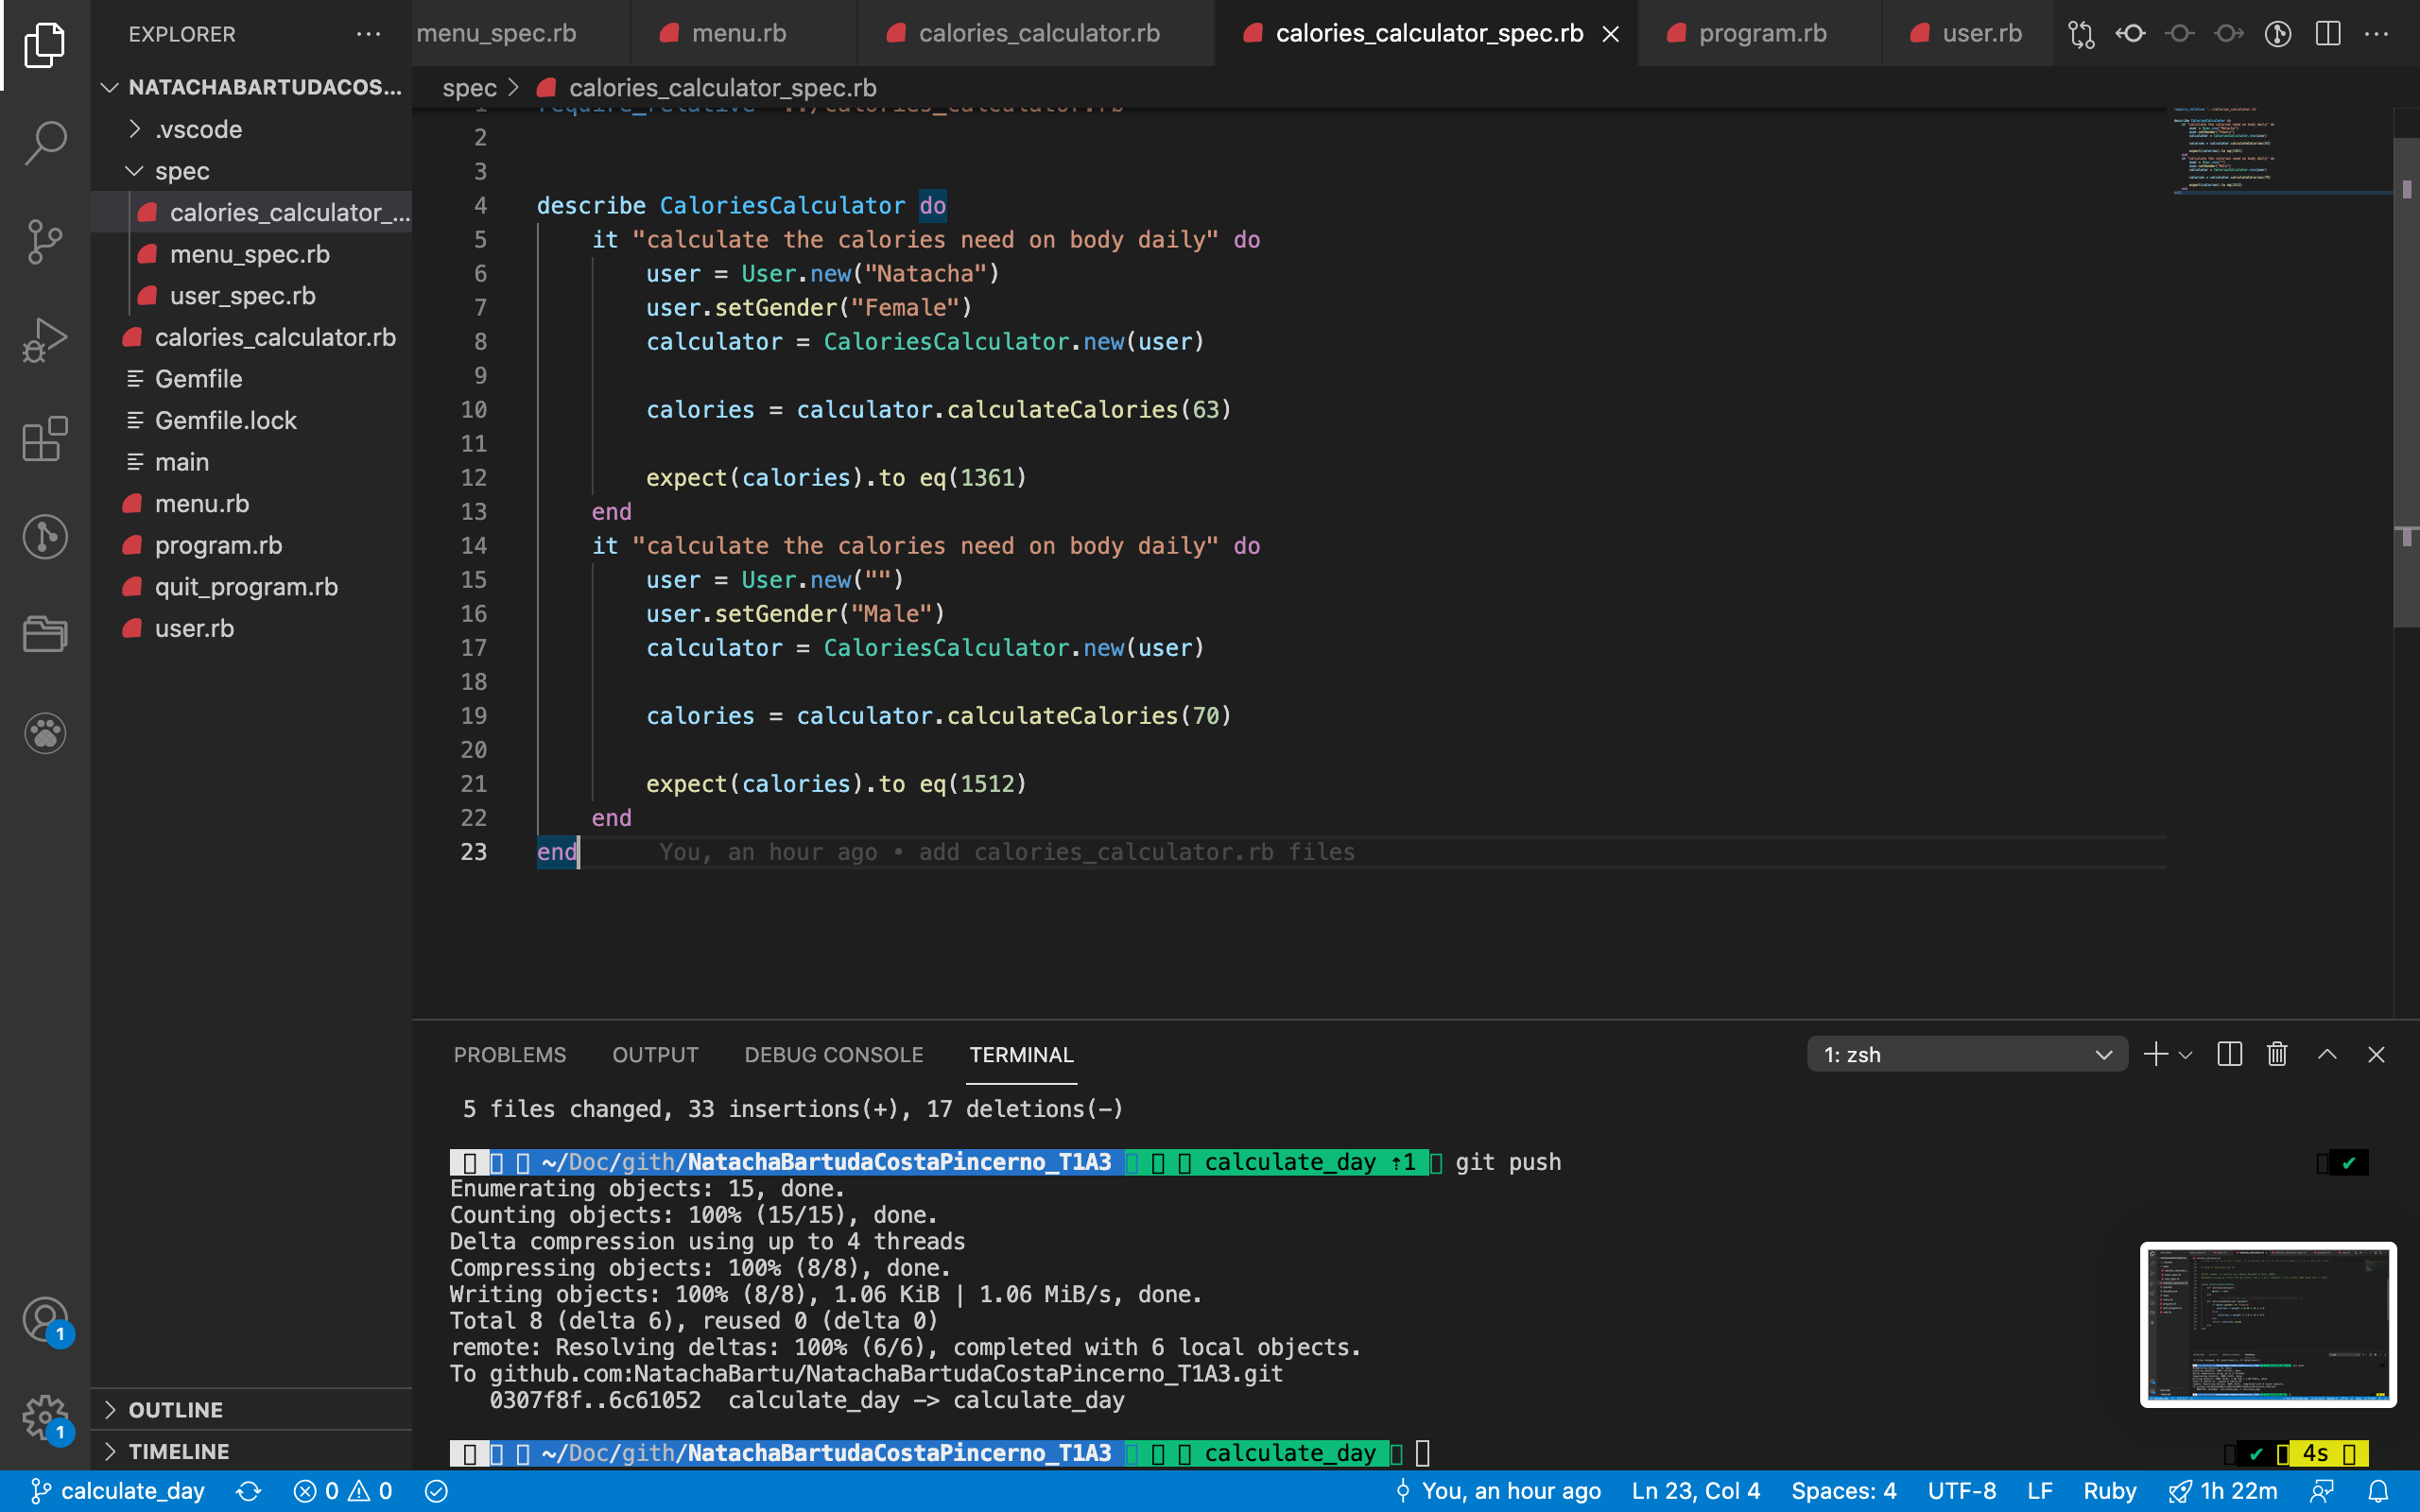 EXPLORER
NATACHABARTUDACOS...
.vscode
spec
calories_calculator_...
menu_spec.rb
user_spec.rb
calories_calculator.rb
Gemfile
Gemfile.lock
main
menu.rb
program.rb
quit_program.rb
user.rb
OUTLINE
TIMELINE
1
1
menu_spec.rb menu.rb calories_calculator.rb calories_calculator_spec.rb program.rb user.rb
spec > calories_calculator_spec.rb
1 require_relative '../calories_calculator.rb
2
3
4 describe CaloriesCalculator do
5 it "calculate the calories need on body daily" do
6 user = User.new("Natacha")
7 user.setGender("Female")
8 calculator = CaloriesCalculator.new(user)
9
10 calories = calculator.calculateCalories(63)
11
12 expect(calories).to eq(1361)
13 end
14 it "calculate the calories need on body daily" do
15 user = User.new("")
16 user.setGender("Male")
17 calculator = CaloriesCalculator.new(user)
18
19 calories = calculator.calculateCalories(70)
20
21 expect(calories).to eq(1512)
22 end
23 end You, an hour ago • add calories_calculator.rb files
PROBLEMS OUTPUT DEBUG CONSOLE TERMINAL 1: zsh
5 files changed, 33 insertions(+), 17 deletions(-)
~/Doc/gith/NatachaBartudaCostaPincerno_T1A3 calculate_day ⇡1 git push ✔
Enumerating objects: 15, done.
Counting objects: 100% (15/15), done.
Delta compression using up to 4 threads
Compressing objects: 100% (8/8), done.
Writing objects: 100% (8/8), 1.06 KiB | 1.06 MiB/s, done.
Total 8 (delta 6), reused 0 (delta 0)
remote: Resolving deltas: 100% (6/6), completed with 6 local objects.
To github.com:NatachaBartu/NatachaBartudaCostaPincerno_T1A3.git
0307f8f..6c61052 calculate_day -> calculate_day
~/Doc/gith/NatachaBartudaCostaPincerno_T1A3 calculate_day ✔ 4s
calculate_day 0 0 You, an hour ago Ln 23, Col 4 Spaces: 4 UTF-8 LF Ruby 1h 22m